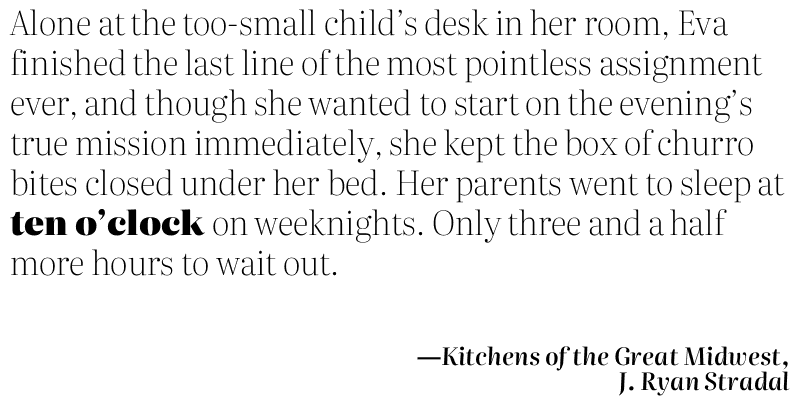 Alone at the too-small child’s desk in her room, Eva
finished the last line of the most pointless assignment
ever, and though she wanted to start on the evening’s
true mission immediately, she kept the box of churro
bites closed under her bed. Her parents went to sleep at
ten o’clock on weeknights. Only three and a half
more hours to wait out.
—Kitchens of the Great Midwest,
J. Ryan Stradal